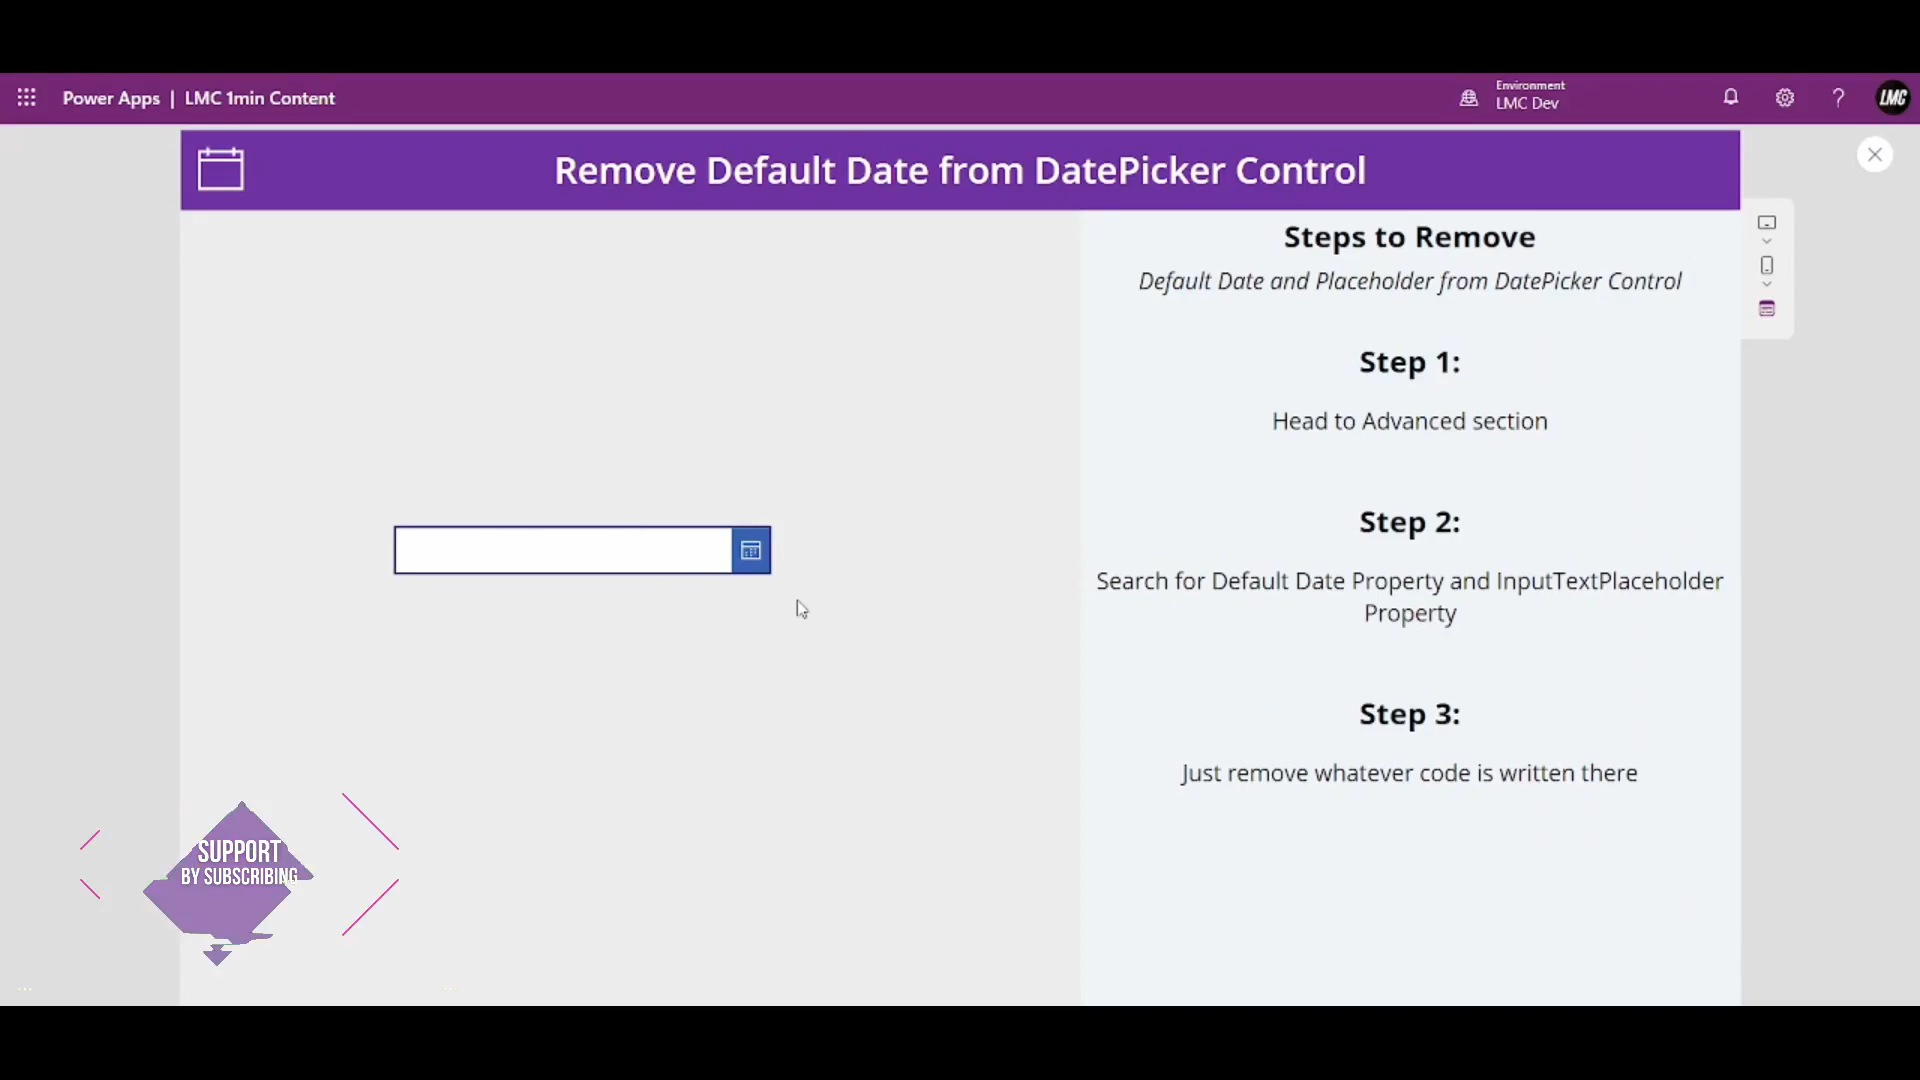 Power Apps | LMC 1min Content
Environment
LMC Dev
LMC
Remove Default Date from DatePicker Control
Steps to Remove
Default Date and Placeholder from DatePicker Control
Step 1:
Head to Advanced section
Step 2:
Search for Default Date Property and InputTextPlaceholder
Property
Step 3:
Just remove whatever code is written there
SUPPORT
BY SUBSCRIBING